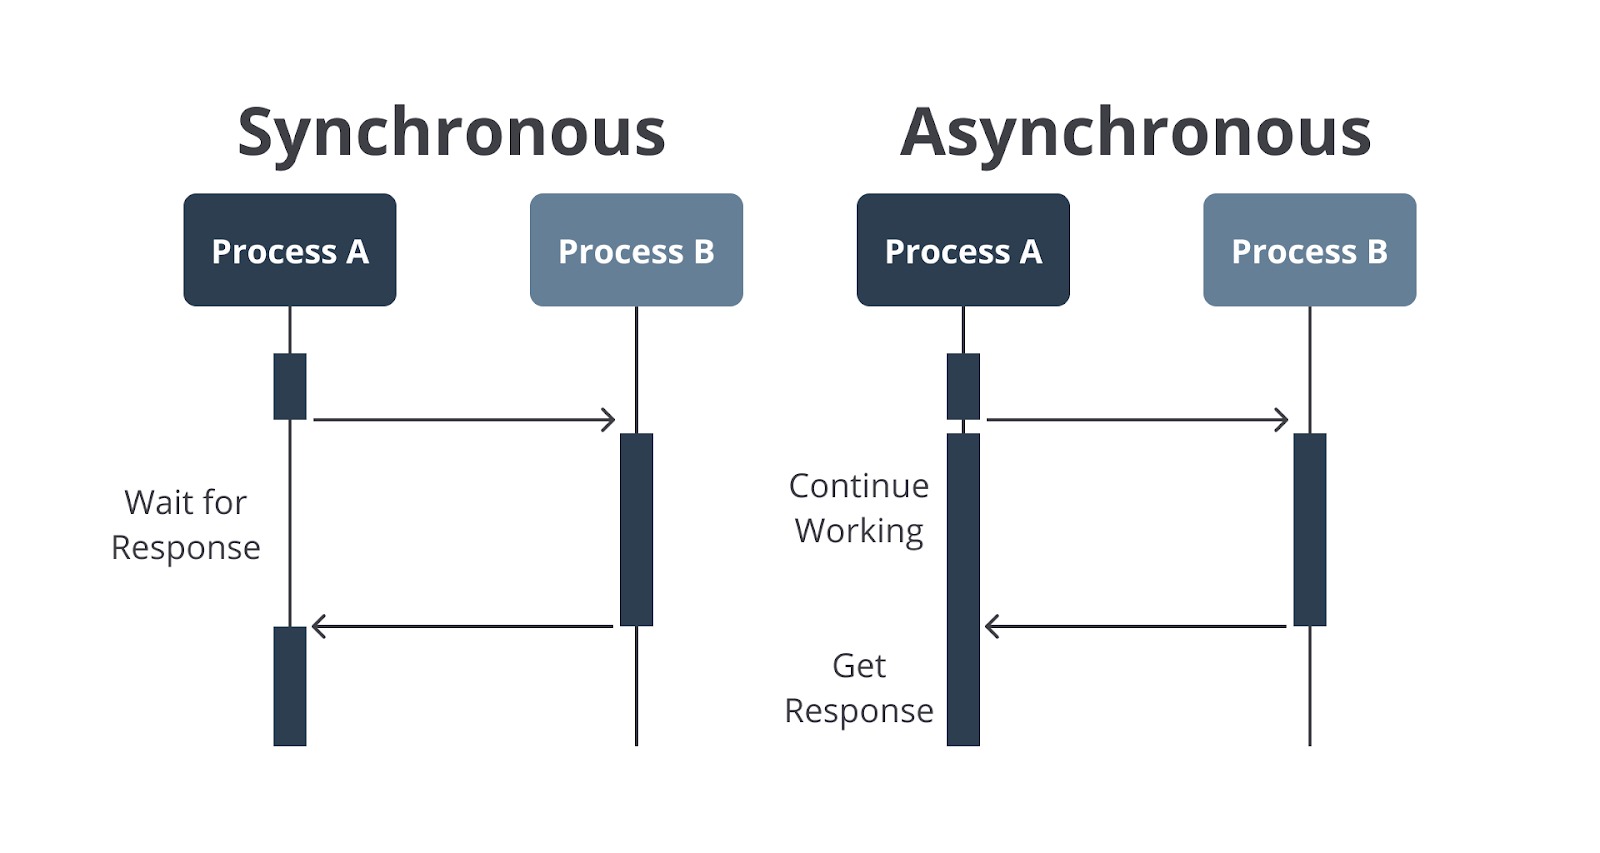 Synchronous
Process A
Process B
Wait for
Response
Asynchronous
Process A
Process B
Continue
Working
Get
Response